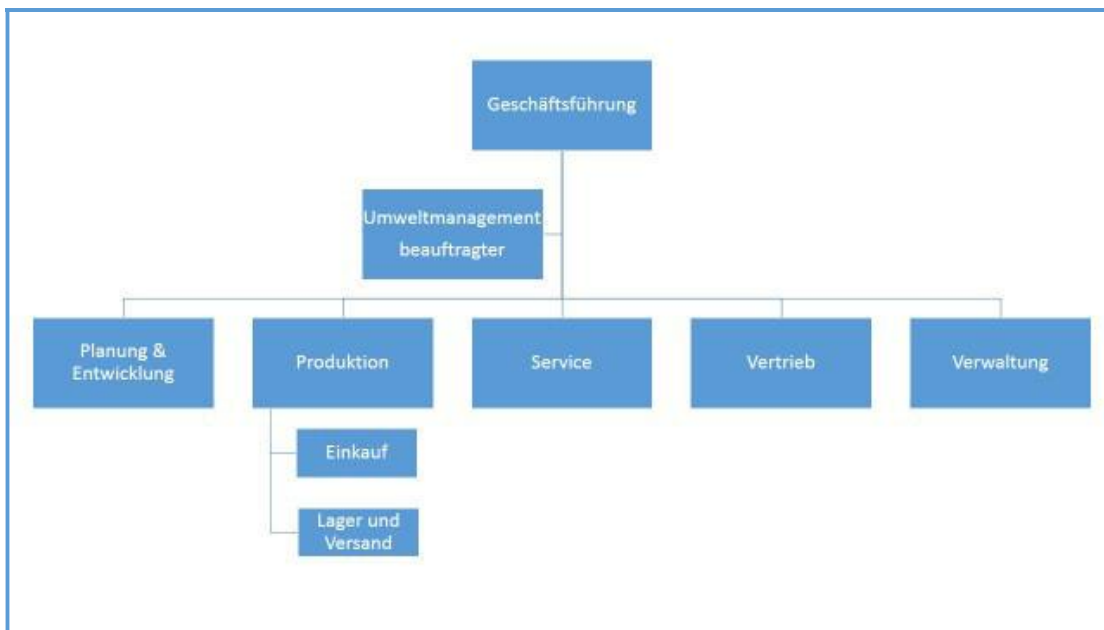 Geschäftsführung
Umweltmanagement
beauftragter
Planung &
Entwicklung
Produktion
Service
Vertrieb
Verwaltung
Einkauf
Lager und
Versand